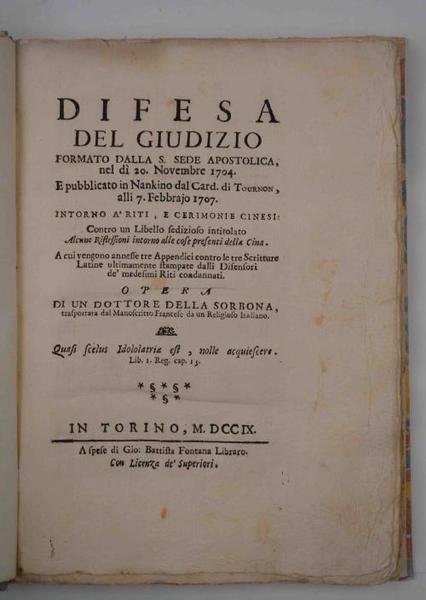 DIFESA
DEL GIUDIZIO
FORMATO DALLA S. SEDE APOSTOLICA,
nel dì 20. Novembre 1704.
E pubblicato in Nankino dal Card. di TOURNON,
alli 7. Febbrajo 1707.
INTORNO A' RITI, E CERIMONIE CINESI:
Contro un Libello sedizioso intitolato
Alcune Riflessioni intorno alle cose presenti della Cina.
A cui vengono annesse tre Appendici contro le tre Scritture
Latine ultimamente stampate dalli Difensori
de' medesimi Riti condannati.
OPERA
DI UN DOTTORE DELLA SORBONA,
trasportata dal Manoscritto Francese da un Religioso Italiano.
Quasi scelus Idololatriæ est, nolle acquiescere.
Lib. 1. Reg. cap. 15.
* § * § *
* § *
IN TORINO, M. DCCIX.
A spese di Gio: Battista Fontana Libraro.
Con Licenza de' Superiori.